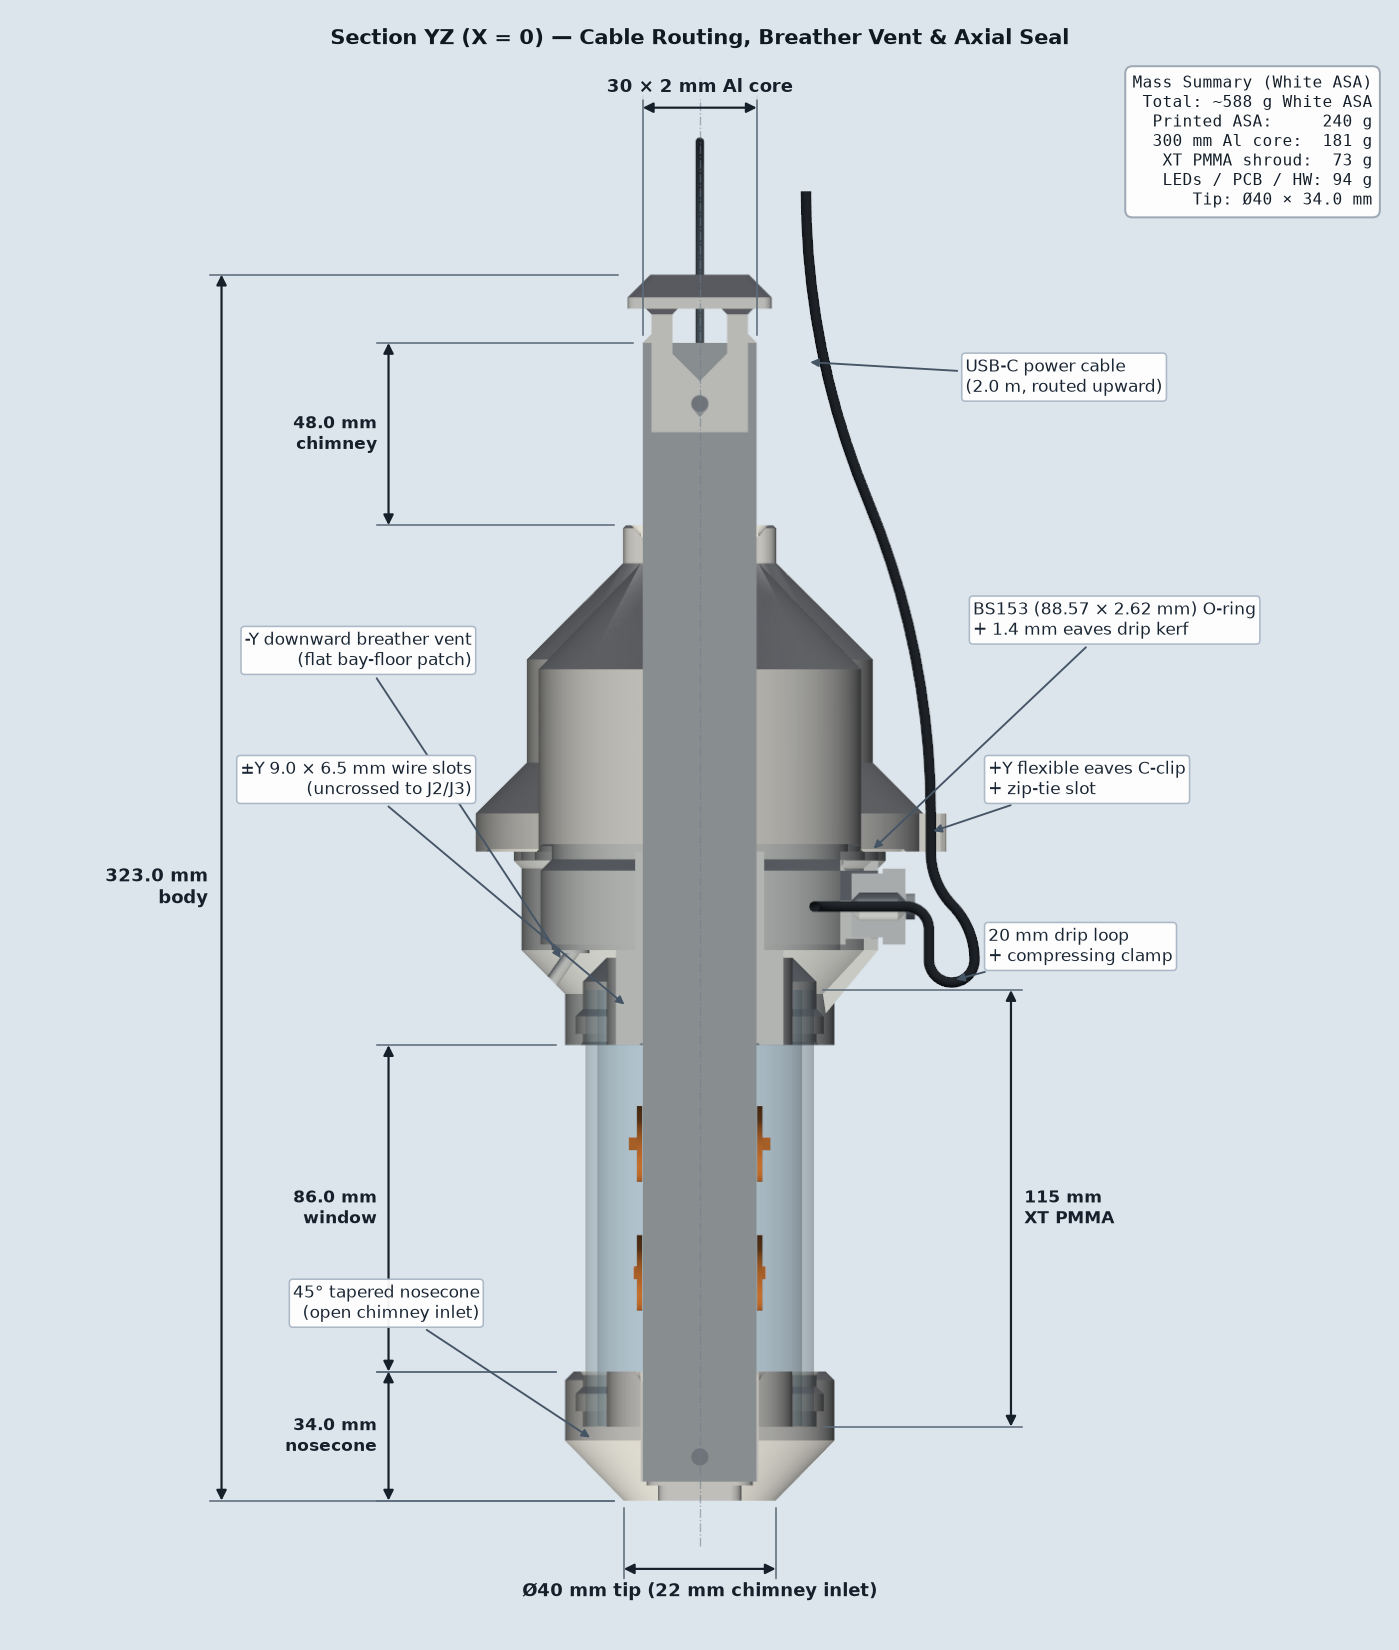 Section YZ (X = 0) — Cable Routing, Breather Vent & Axial Seal
Mass Summary (White ASA)
Total: ~588 g White ASA
Printed ASA: 240 g
300 mm Al core: 181 g
XT PMMA shroud: 73 g
LEDs / PCB / HW: 94 g
Tip: Ø40 × 34.0 mm
30 × 2 mm Al core
USB-C power cable
(2.0 m, routed upward)
48.0 mm
chimney
BS153 (88.57 × 2.62 mm) O-ring
+ 1.4 mm eaves drip kerf
-Y downward breather vent
(flat bay-floor patch)
±Y 9.0 × 6.5 mm wire slots
(uncrossed to J2/J3)
+Y flexible eaves C-clip
+ zip-tie slot
323.0 mm
body
20 mm drip loop
+ compressing clamp
86.0 mm
window
115 mm
XT PMMA
45° tapered nosecone
(open chimney inlet)
34.0 mm
nosecone
Ø40 mm tip (22 mm chimney inlet)